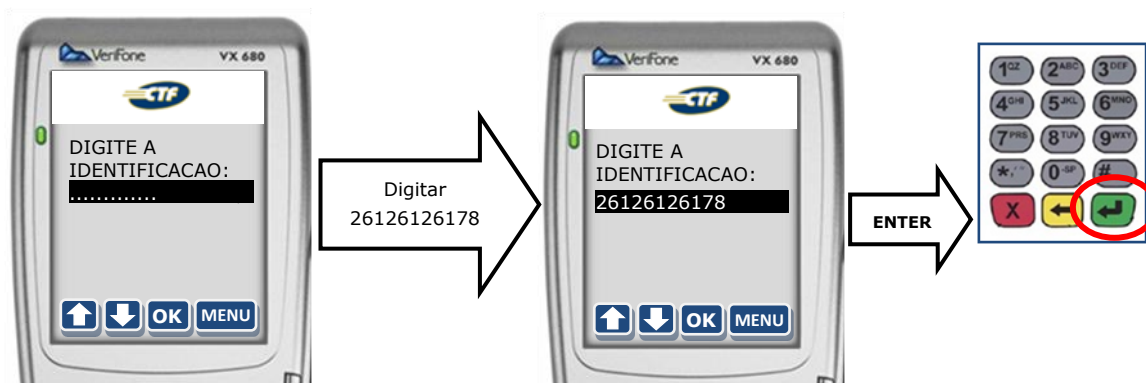 VeriFone VX 680
CTF
DIGITE A
IDENTIFICACAO:
.............
OK MENU
Digitar
26126126178
VeriFone VX 680
CTF
DIGITE A
IDENTIFICACAO:
26126126178
OK MENU
ENTER
1QZ 2ABC 3DEF
4GHI 5JKL 6MNO
7PRS 8TUV 9WXY
*,'" 0-SP #
X